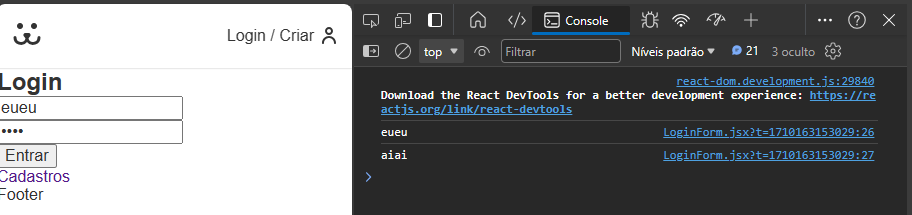 Login / Criar
Login
eueu
••••
Entrar
Cadastros
Footer
Console
top
Filtrar
Níveis padrão
21
3 oculto
react-dom.development.js:29840
Download the React DevTools for a better development experience: https://re
actjs.org/link/react-devtools
eueu
LoginForm.jsx?t=1710163153029:26
aiai
LoginForm.jsx?t=1710163153029:27